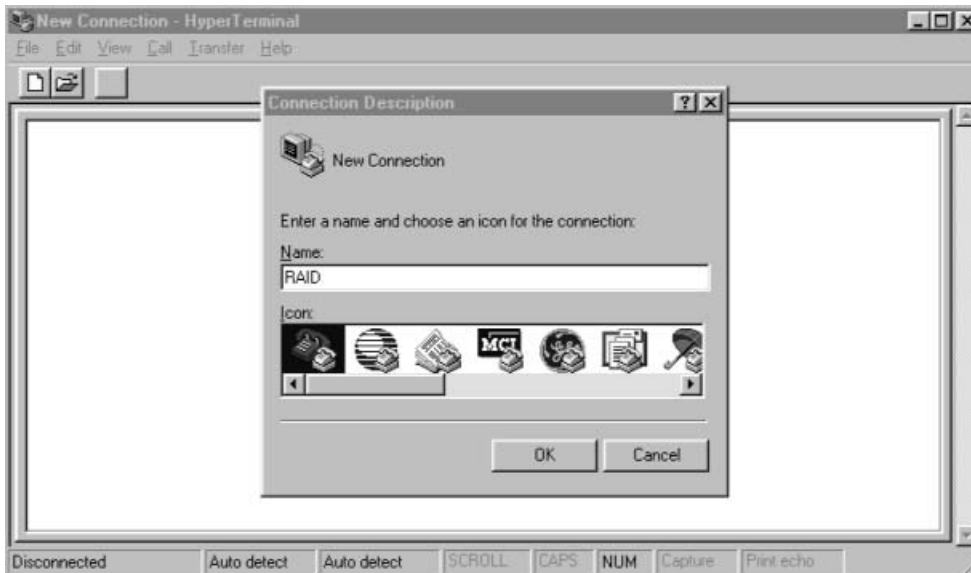 New Connection - HyperTerminal
File Edit View Call Transfer Help
Connection Description
New Connection
Enter a name and choose an icon for the connection:
Name:
RAID
Icon:
MCI
OK Cancel
Disconnected Auto detect Auto detect SCROLL CAPS NUM Capture Print echo